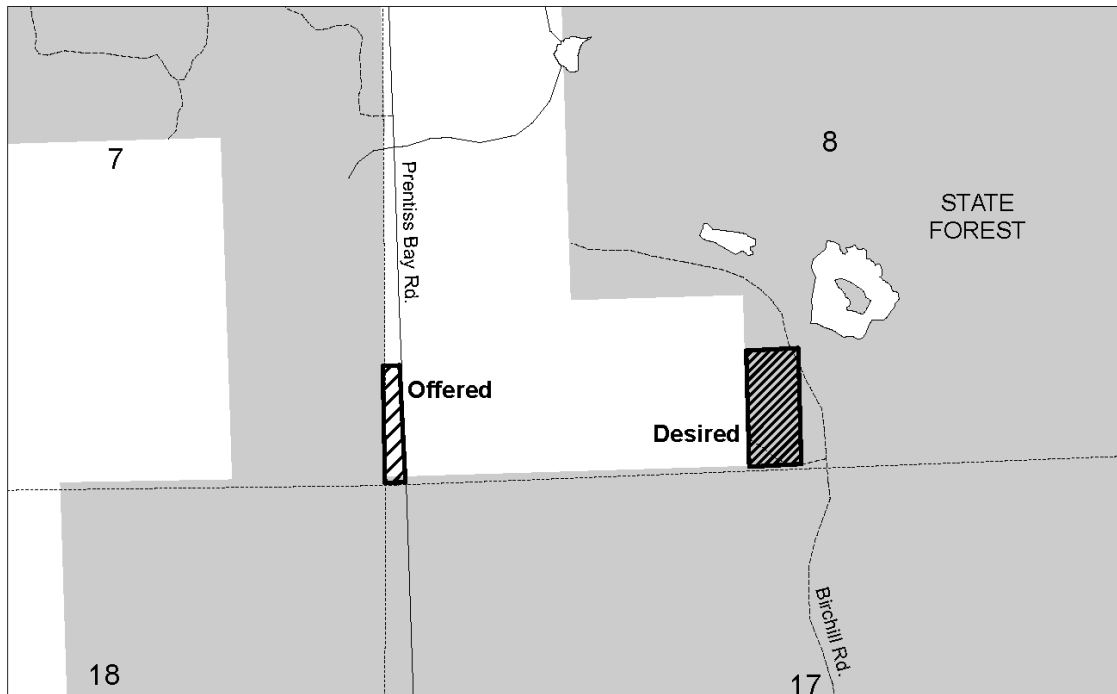 8
7
STATE
FOREST
Prentiss Bay Rd.
Offered
Desired
Birchill Rd.
18
17